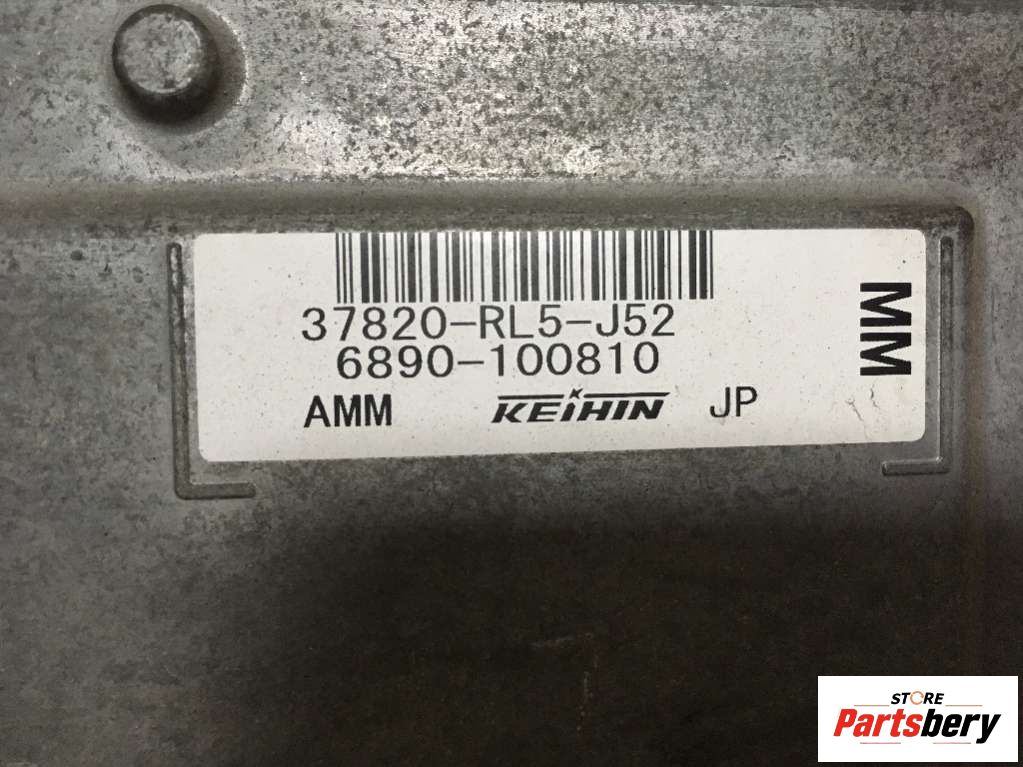 37820-RL5-J52
6890-100810
AMM KEIHIN JP
MM
STORE
Partsbery